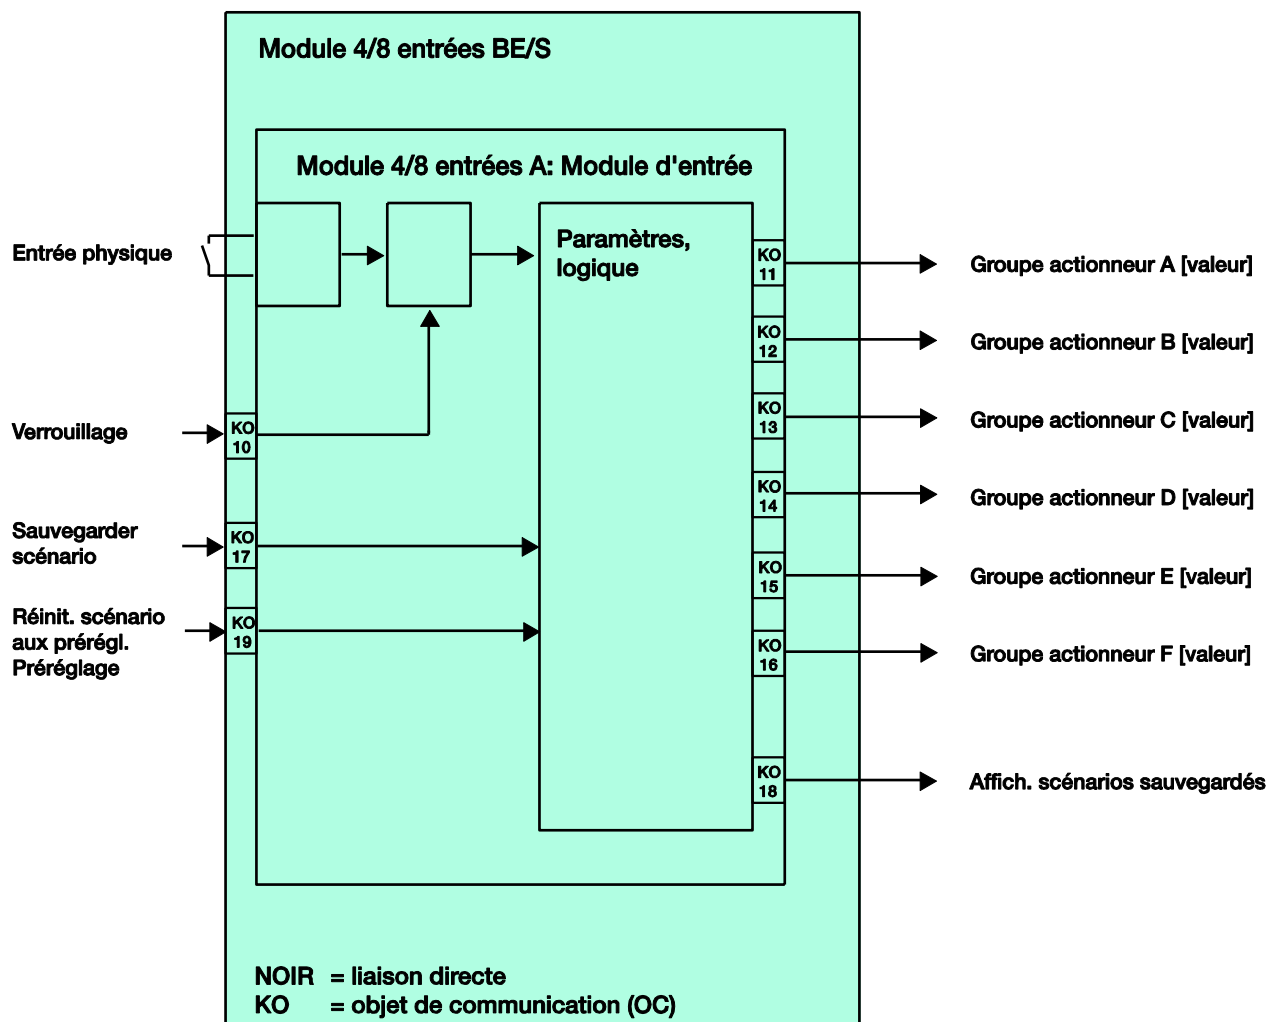 Module 4/8 entrées BE/S
Module 4/8 entrées A: Module d'entrée
Entrée physique
Paramètres,
logique
KO
11
Groupe actionneur A [valeur]
KO
12
Groupe actionneur B [valeur]
KO
13
Groupe actionneur C [valeur]
Verrouillage
KO
10
KO
14
Groupe actionneur D [valeur]
Sauvegarder
scénario
KO
17
KO
15
Groupe actionneur E [valeur]
Réinit. scénario
aux prérégl.
Préréglage
KO
19
KO
16
Groupe actionneur F [valeur]
KO
18
Affich. scénarios sauvegardés
NOIR = liaison directe
KO = objet de communication (OC)